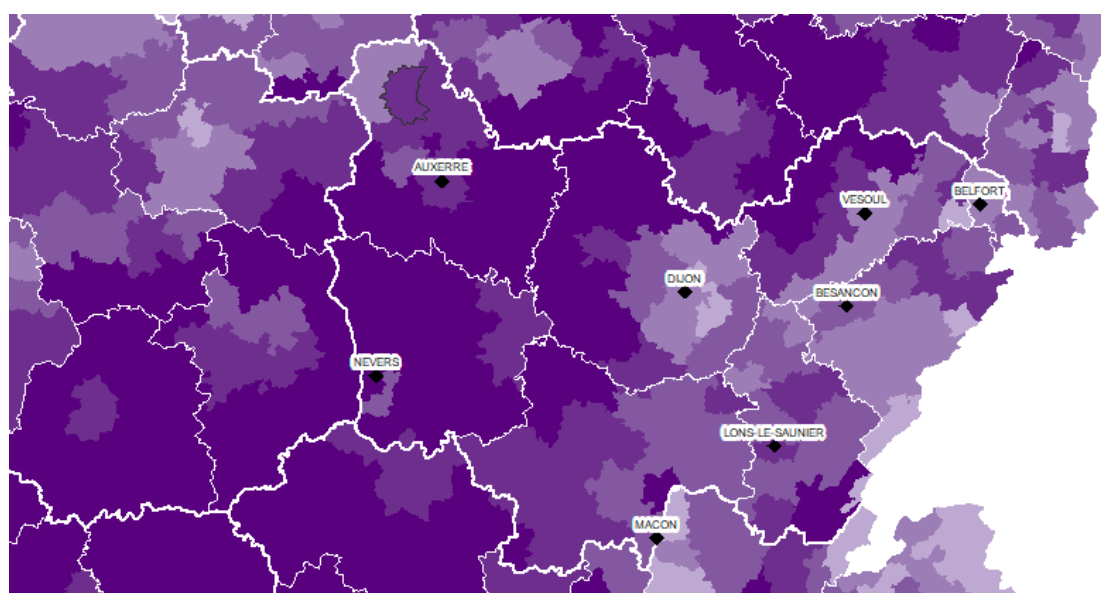 AUXERRE
BELFORT
VESOUL
DIJON
BESANCON
NEVERS
LONS-LE-SAUNIER
MACON